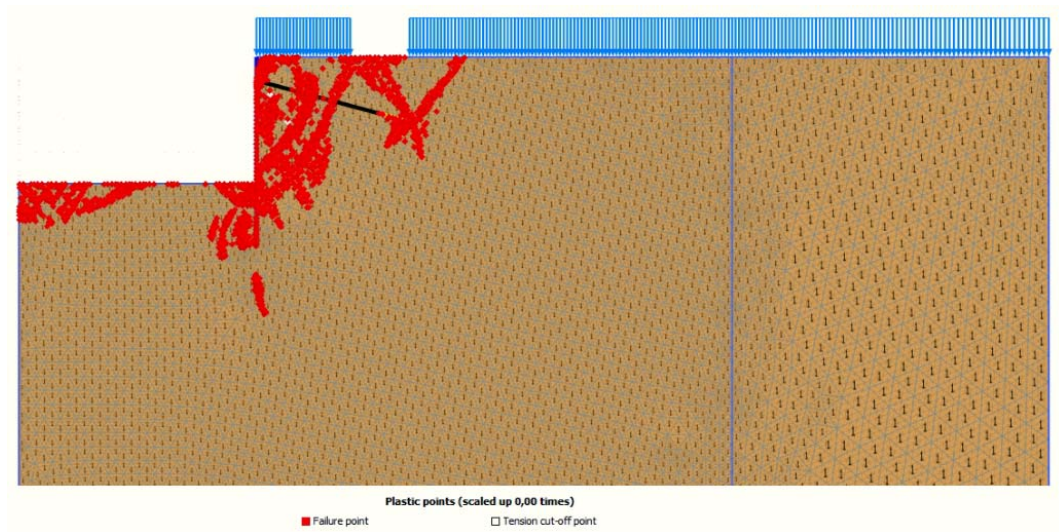 Plastic points (scaled up 0,00 times)
Failure point
Tension cut-off point